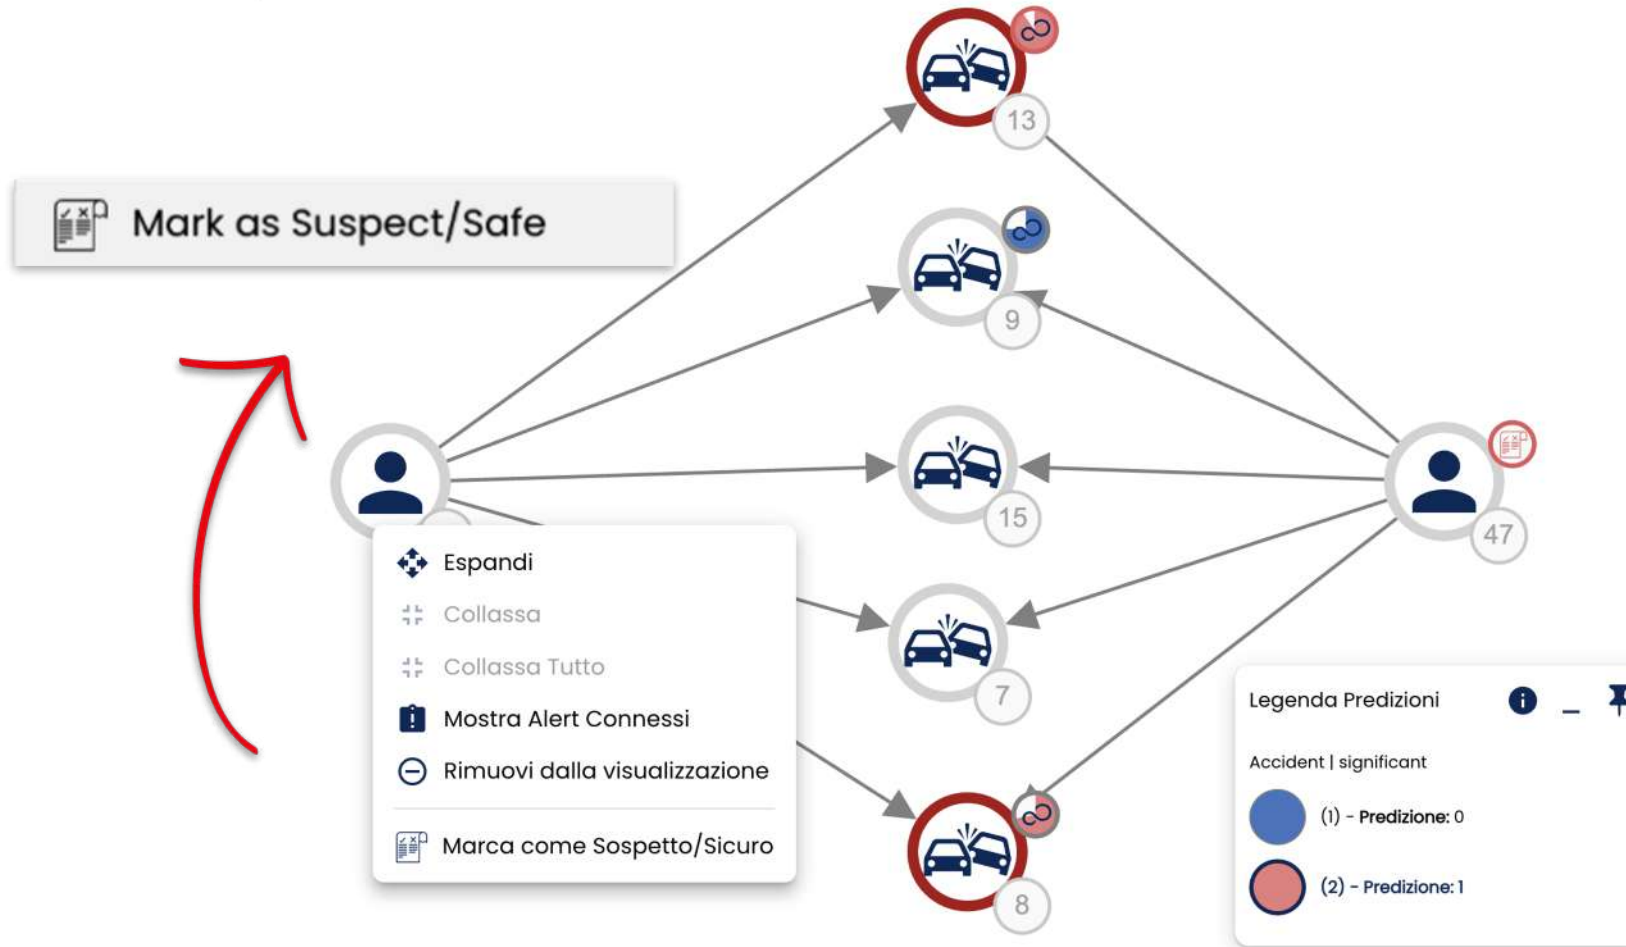 13
Mark as Suspect/Safe
9
15
47
Espandi
Collassa
Collassa Tutto
Mostra Alert Connessi
Rimuovi dalla visualizzazione
Marca come Sospetto/Sicuro
7
8
Legenda Predizioni
Accident | significant
(1) - Predizione: 0
(2) - Predizione: 1